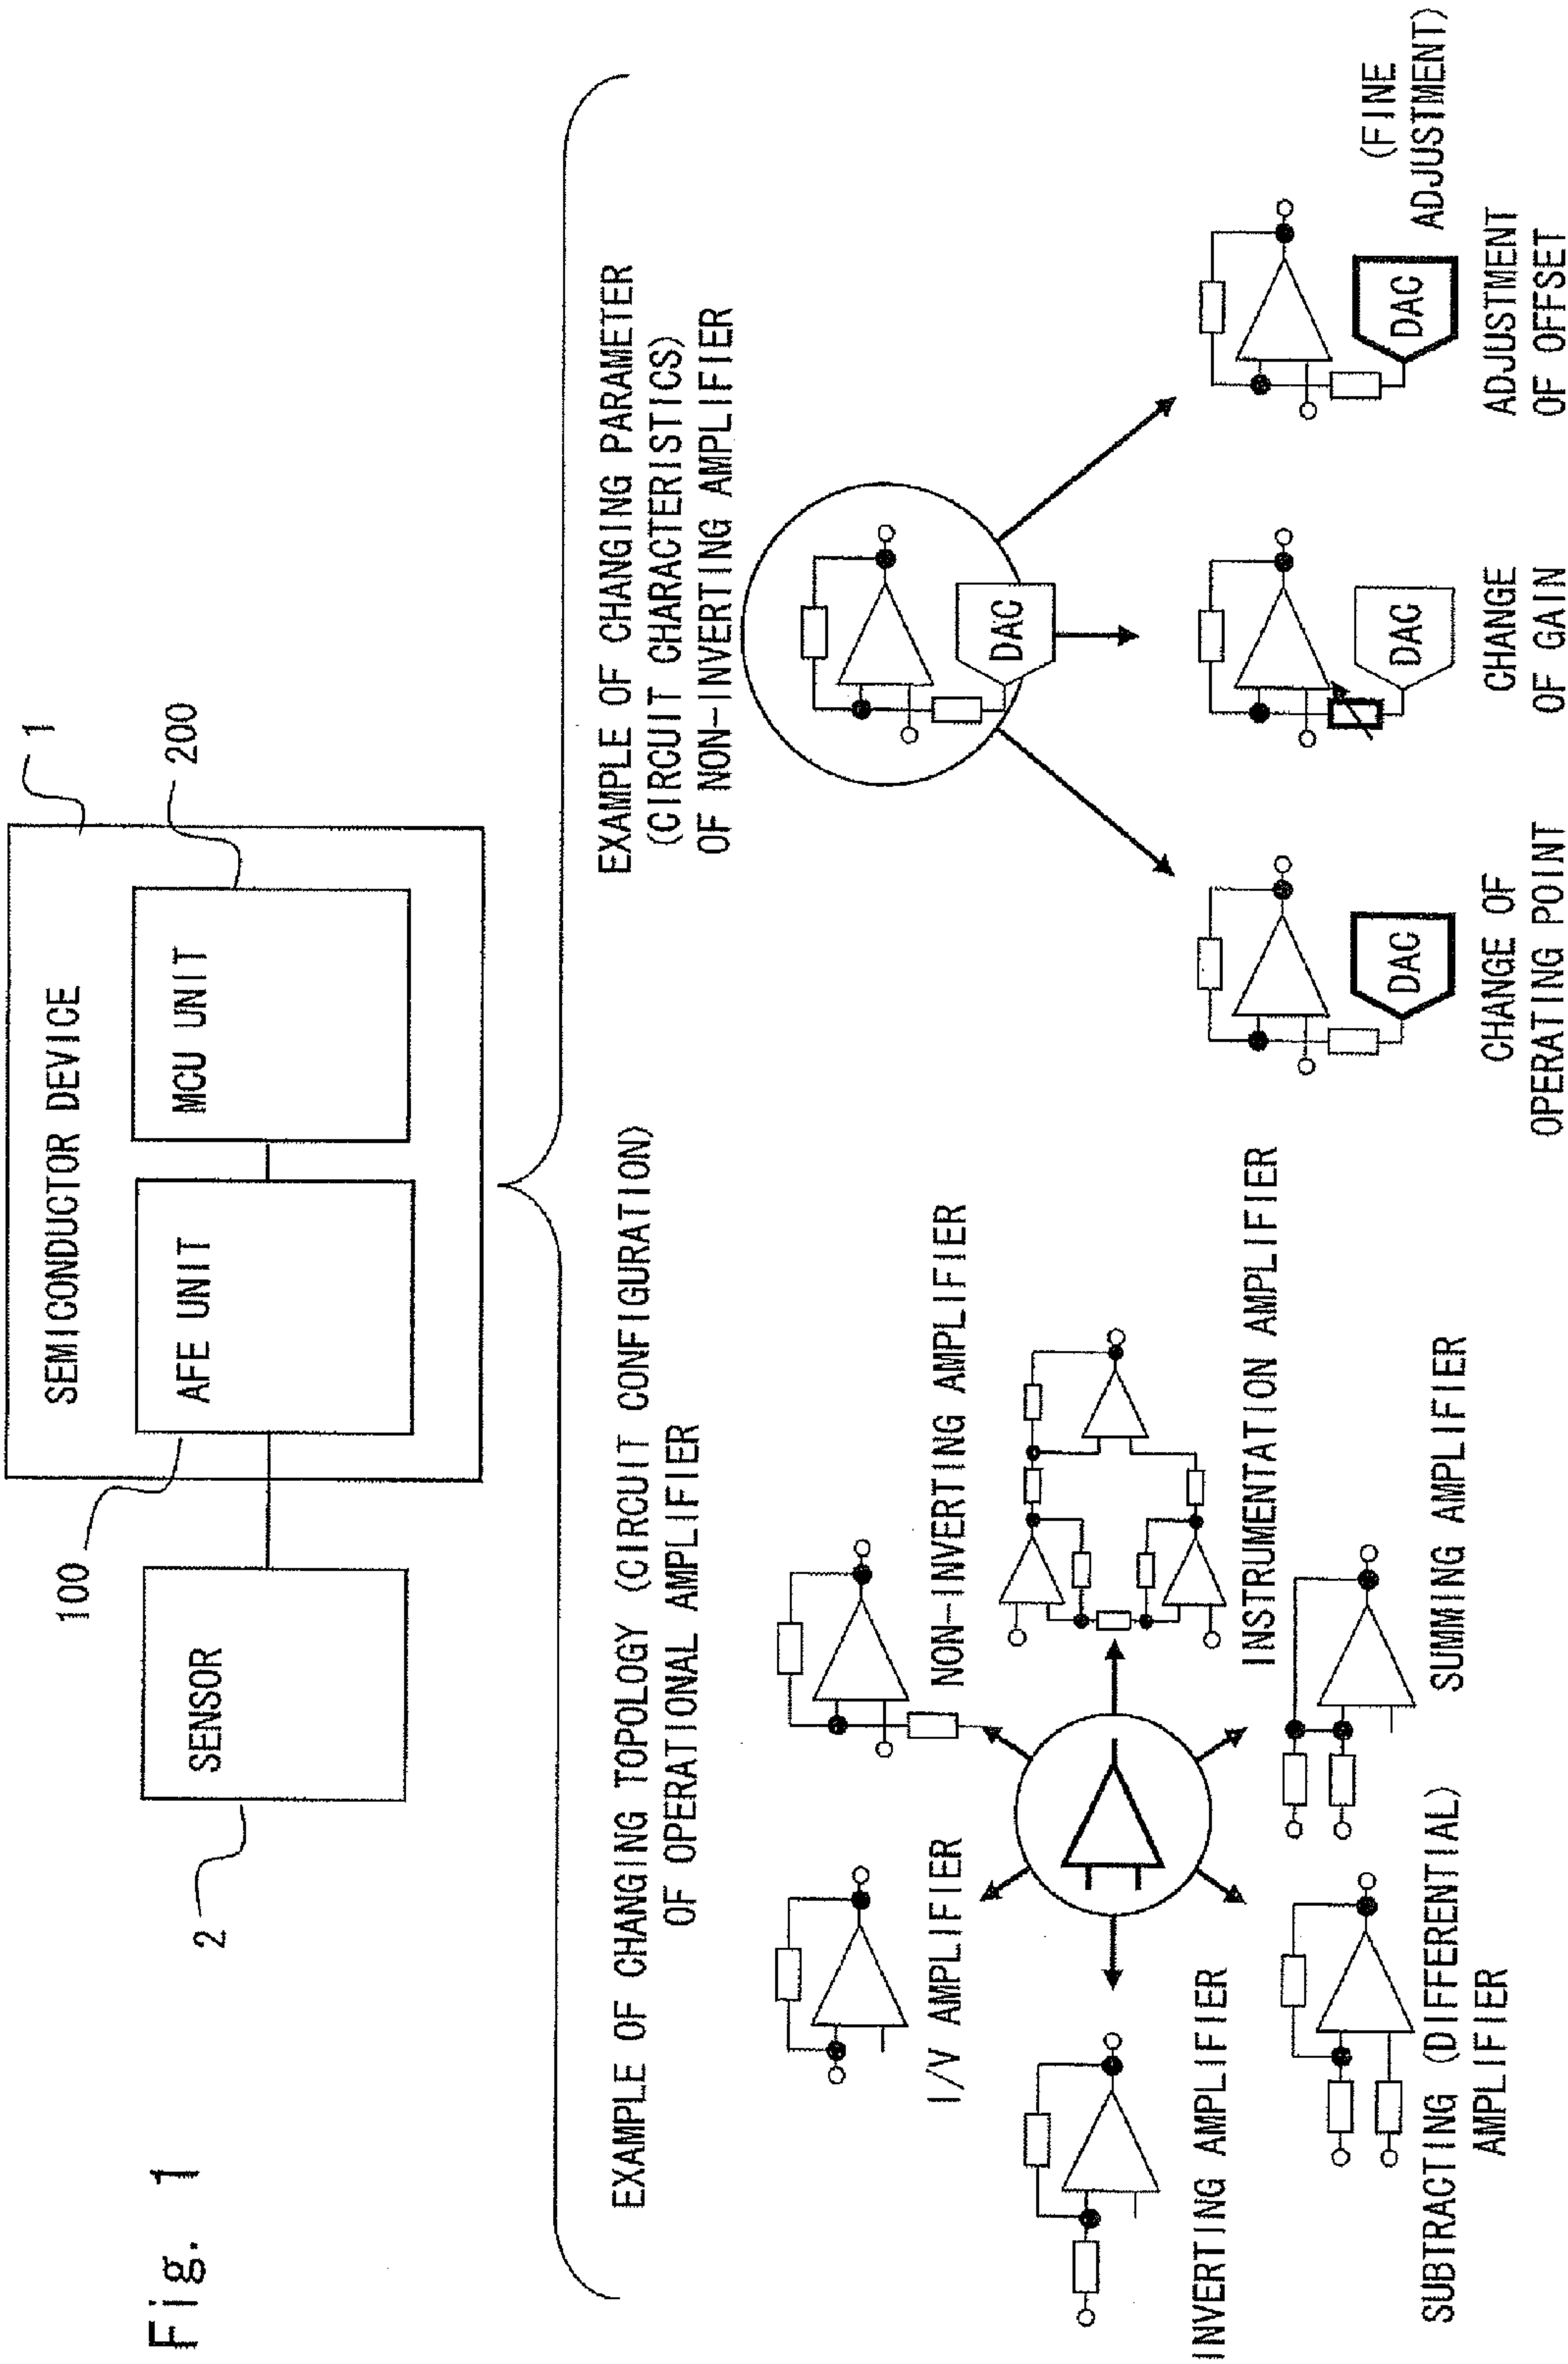 Fig. 1
SEMICONDUCTOR DEVICE
1
SENSOR
2
AFE UNIT
100
MCU UNIT
200
EXAMPLE OF CHANGING TOPOLOGY (CIRCUIT CONFIGURATION)
OF OPERATIONAL AMPLIFIER
I/V AMPLIFIER
NON-INVERTING AMPLIFIER
INVERTING AMPLIFIER
INSTRUMENTATION AMPLIFIER
SUBTRACTING (DIFFERENTIAL)
AMPLIFIER
SUMMING AMPLIFIER
EXAMPLE OF CHANGING PARAMETER
(CIRCUIT CHARACTERISTICS)
OF NON-INVERTING AMPLIFIER
DAC
DAC
CHANGE OF
OPERATING POINT
DAC
CHANGE
OF GAIN
DAC
(FINE
ADJUSTMENT)
ADJUSTMENT
OF OFFSET